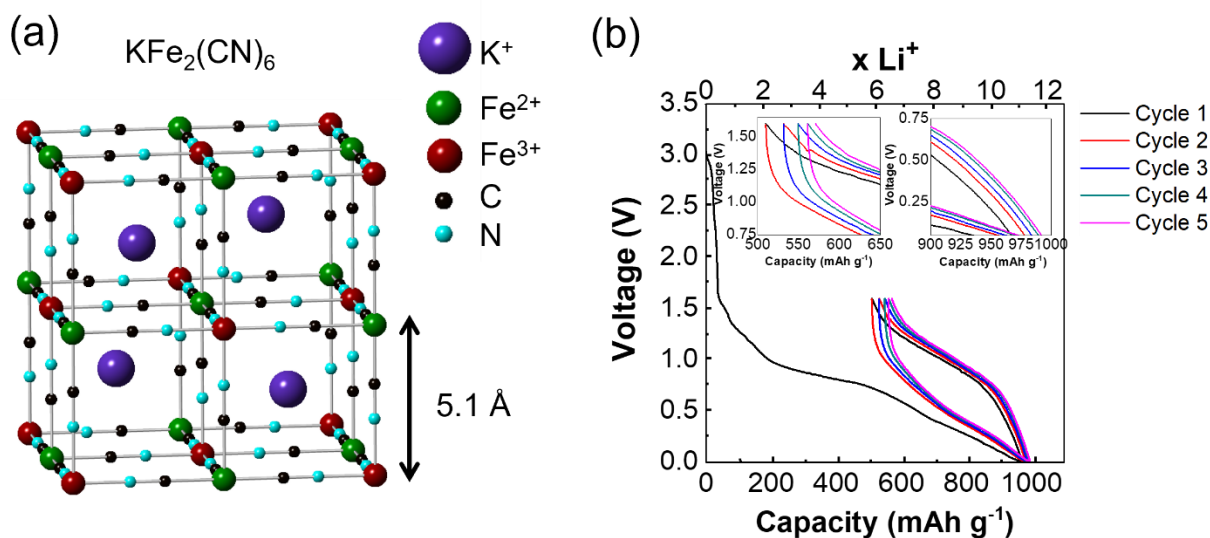 (a)
KFe₂(CN)₆
K⁺
Fe²⁺
Fe³⁺
C
N
5.1 Å
(b)
x Li⁺
0 2 4 6 8 10 12
3.5
3.0
2.5
2.0
1.5
1.0
0.5
0.0
Voltage (V)
0 200 400 600 800 1000
Capacity (mAh g⁻¹)
1.50
1.25
1.00
0.75
Voltage (V)
500 550 600 650
Capacity (mAh g⁻¹)
0.75
0.50
0.25
Voltage (V)
900 925 950 975 1000
Capacity (mAh g⁻¹)
Cycle 1
Cycle 2
Cycle 3
Cycle 4
Cycle 5